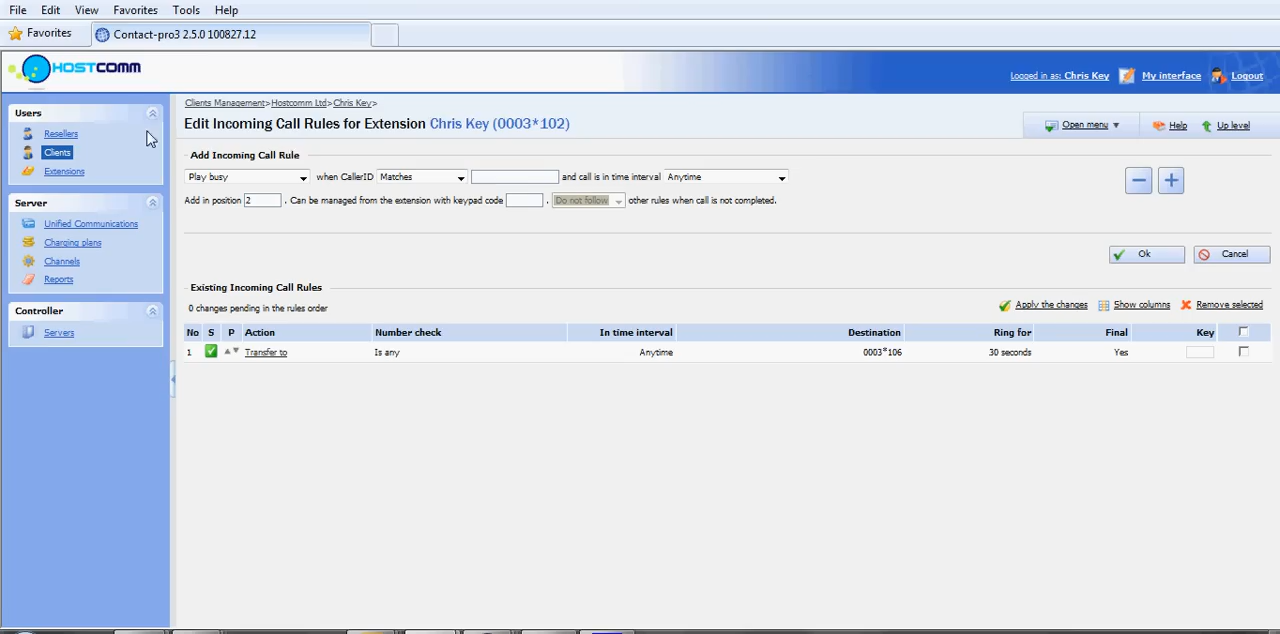 File Edit View Favorites Tools Help
Favorites Contact-pro3 2.5.0 100827.12
HOSTCOMM
Logged in as: Chris Key My interface Logout
Users
Resellers
Clients
Extensions
Server
Unified Communications
Charging plans
Channels
Reports
Controller
Servers
Clients Management>Hostcomm Ltd>Chris Key>
Edit Incoming Call Rules for Extension Chris Key (0003*102)
Open menu Help Up level
Add Incoming Call Rule
Play busy when CallerID Matches and call is in time interval Anytime
Add in position 2 . Can be managed from the extension with keypad code . Do not follow other rules when call is not completed.
Ok Cancel
Existing Incoming Call Rules
0 changes pending in the rules order
Apply the changes Show columns Remove selected
No S P Action Number check In time interval Destination Ring for Final Key
1 Transfer to Is any Anytime 0003*106 30 seconds Yes